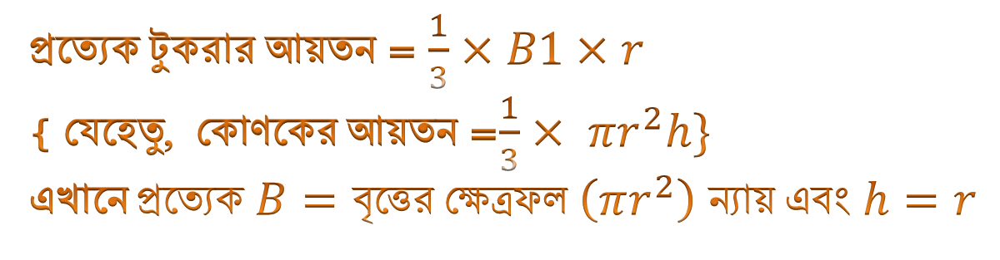 প্রত্যেক টুকরার আয়তন = 1/3 × B1 × r
{ যেহেতু, কোণকের আয়তন =1/3 × πr²h}
এখানে প্রত্যেক B = বৃত্তের ক্ষেত্রফল (πr²) ন্যায় এবং h = r